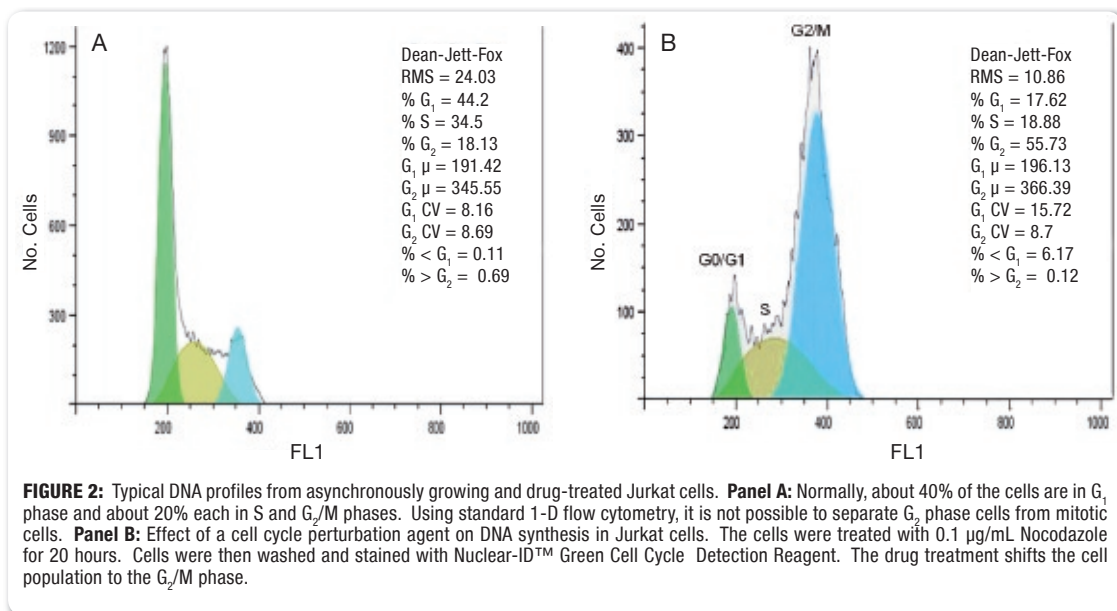 A
1200
900
600
300
No. Cells
200
400
600
800
1000
FL1
Dean-Jett-Fox
RMS = 24.03
% G₁ = 44.2
% S = 34.5
% G₂ = 18.13
G₁ µ = 191.42
G₂ µ = 345.55
G₁ CV = 8.16
G₂ CV = 8.69
% < G₁ = 0.11
% > G₂ = 0.69
B
G2/M
G0/G1
S
400
300
200
100
No. Cells
200
400
600
800
1000
FL1
Dean-Jett-Fox
RMS = 10.86
% G₁ = 17.62
% S = 18.88
% G₂ = 55.73
G₁ µ = 196.13
G₂ µ = 366.39
G₁ CV = 15.72
G₂ CV = 8.7
% < G₁ = 6.17
% > G₂ = 0.12
FIGURE 2: Typical DNA profiles from asynchronously growing and drug-treated Jurkat cells. Panel A: Normally, about 40% of the cells are in G₁
phase and about 20% each in S and G₂/M phases. Using standard 1-D flow cytometry, it is not possible to separate G₂ phase cells from mitotic
cells. Panel B: Effect of a cell cycle perturbation agent on DNA synthesis in Jurkat cells. The cells were treated with 0.1 µg/mL Nocodazole
for 20 hours. Cells were then washed and stained with Nuclear-ID™ Green Cell Cycle Detection Reagent. The drug treatment shifts the cell
population to the G₂/M phase.